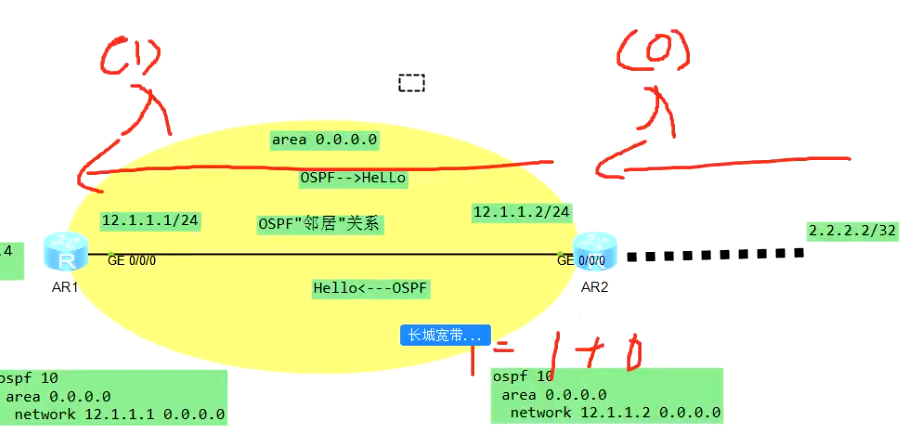 (1)
(0)
area 0.0.0.0
OSPF-->HeLLo
12.1.1.1/24
OSPF"邻居"关系
12.1.1.2/24
2.2.2.2/32
.4
R
GE 0/0/0
GE 0/0/0
AR1
AR2
Hello<---OSPF
长城宽带...
1 = 1 + 0
ospf 10
area 0.0.0.0
network 12.1.1.1 0.0.0.0
ospf 10
area 0.0.0.0
network 12.1.1.2 0.0.0.0